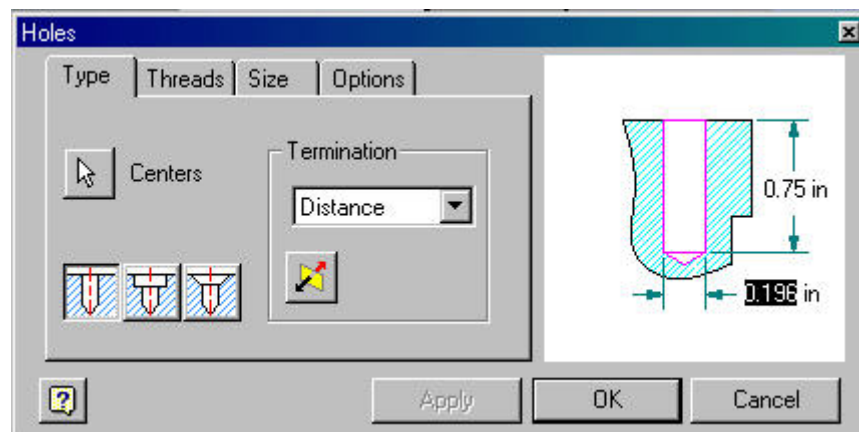 Holes
Type Threads Size Options
Centers
Termination
Distance
0.75 in
0.196 in
Apply OK Cancel